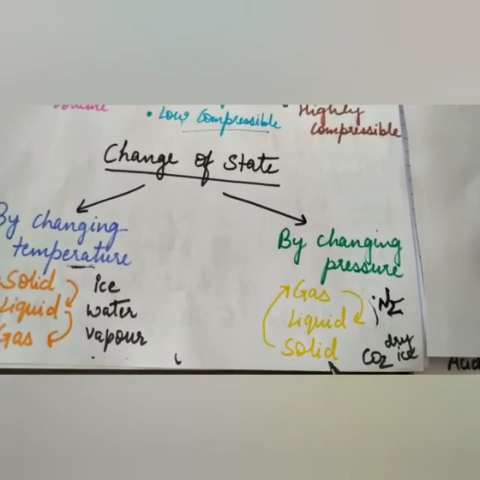 Volume
• Low Compressible
• Highly
Compressible
Change of State
By changing
temperature
Solid ice
Liquid water
Gas vapour
By changing
pressure
Gas
Liquid
Solid
CO2 dry
ice